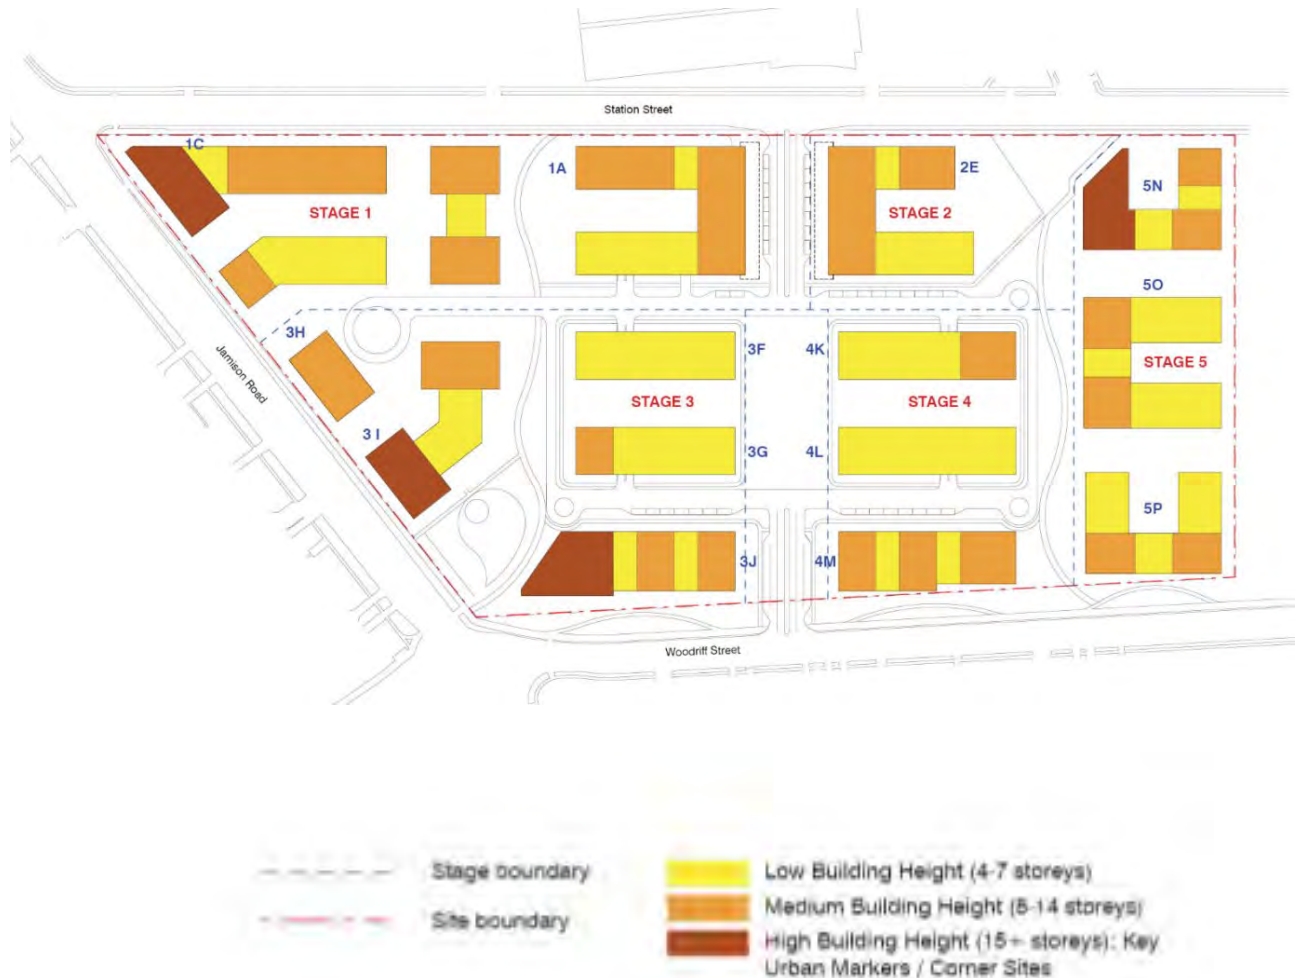 Station Street
1C
1A
2E
5N
STAGE 1
STAGE 2
5O
3H
3F
4K
Jamison Road
STAGE 5
STAGE 3
STAGE 4
3 I
3G
4L
5P
3J
4M
Woodriff Street
Stage boundary
Site boundary
Low Building Height (4-7 storeys)
Medium Building Height (8-14 storeys)
High Building Height (15+ storeys): Key
Urban Markers / Corner Sites